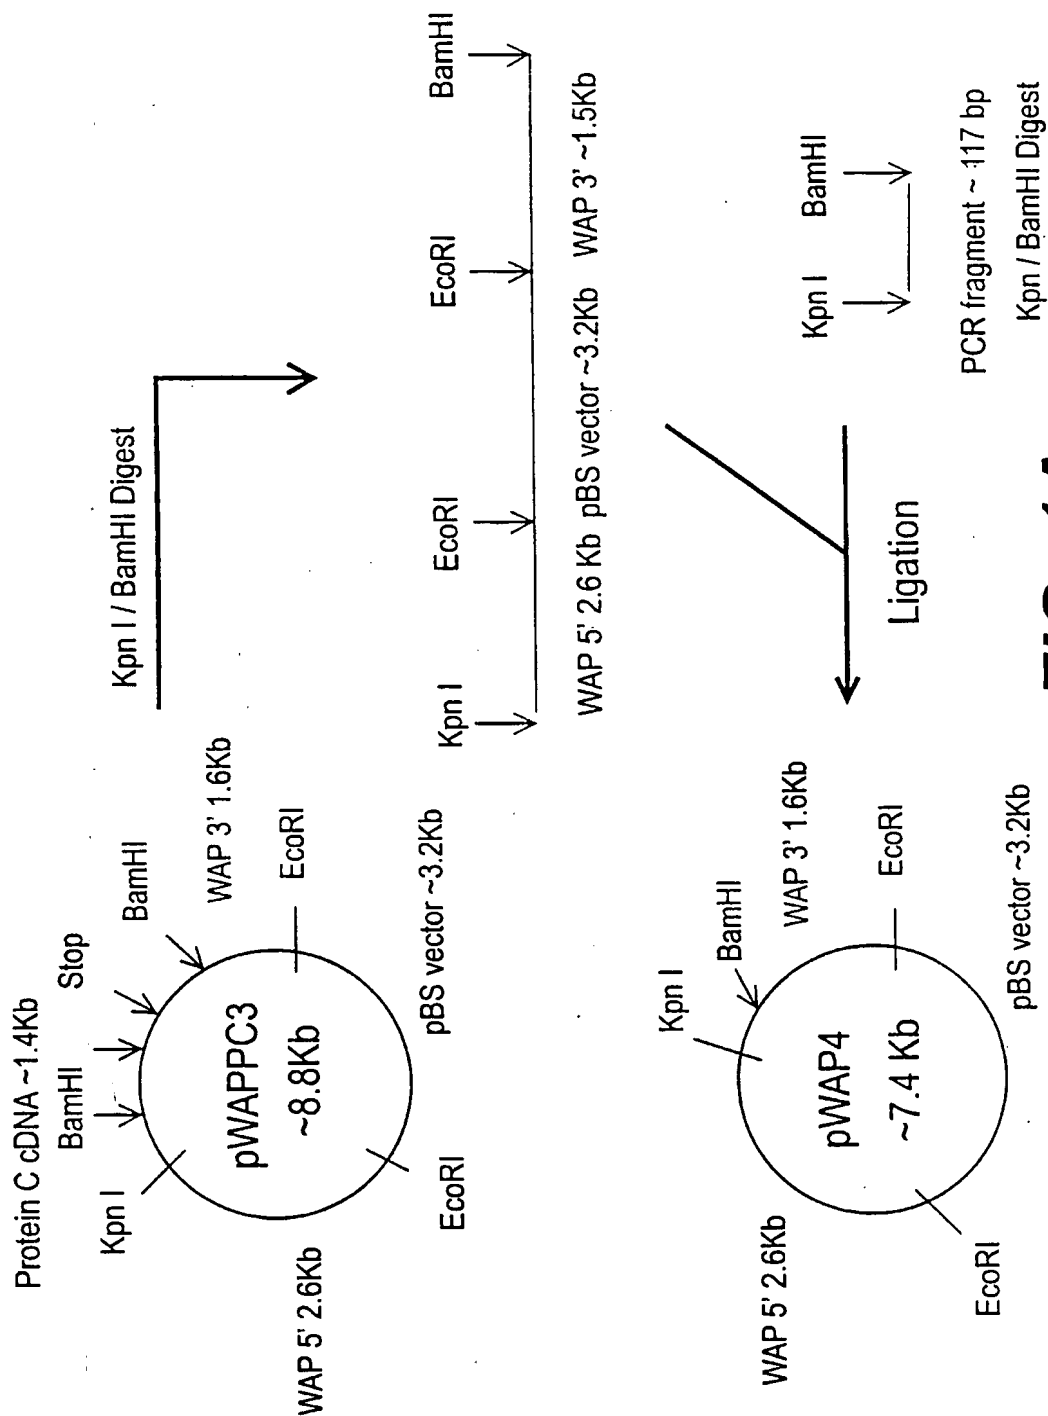 Protein C cDNA ~1.4Kb
BamHI
Stop
BamHI
Kpn I
WAP 3' 1.6Kb
pWAPPC3
~8.8Kb
EcoRI
WAP 5' 2.6Kb
EcoRI
pBS vector ~3.2Kb
Kpn I / BamHI Digest
Kpn I
EcoRI
EcoRI
BamHI
WAP 5' 2.6 Kb pBS vector ~3.2Kb WAP 3' ~1.5Kb
Kpn I
BamHI
WAP 5' 2.6Kb
WAP 3' 1.6Kb
pWAP4
~7.4 Kb
EcoRI
EcoRI
pBS vector ~3.2Kb
Ligation
Kpn I BamHI
PCR fragment ~ 117 bp
Kpn / BamHI Digest